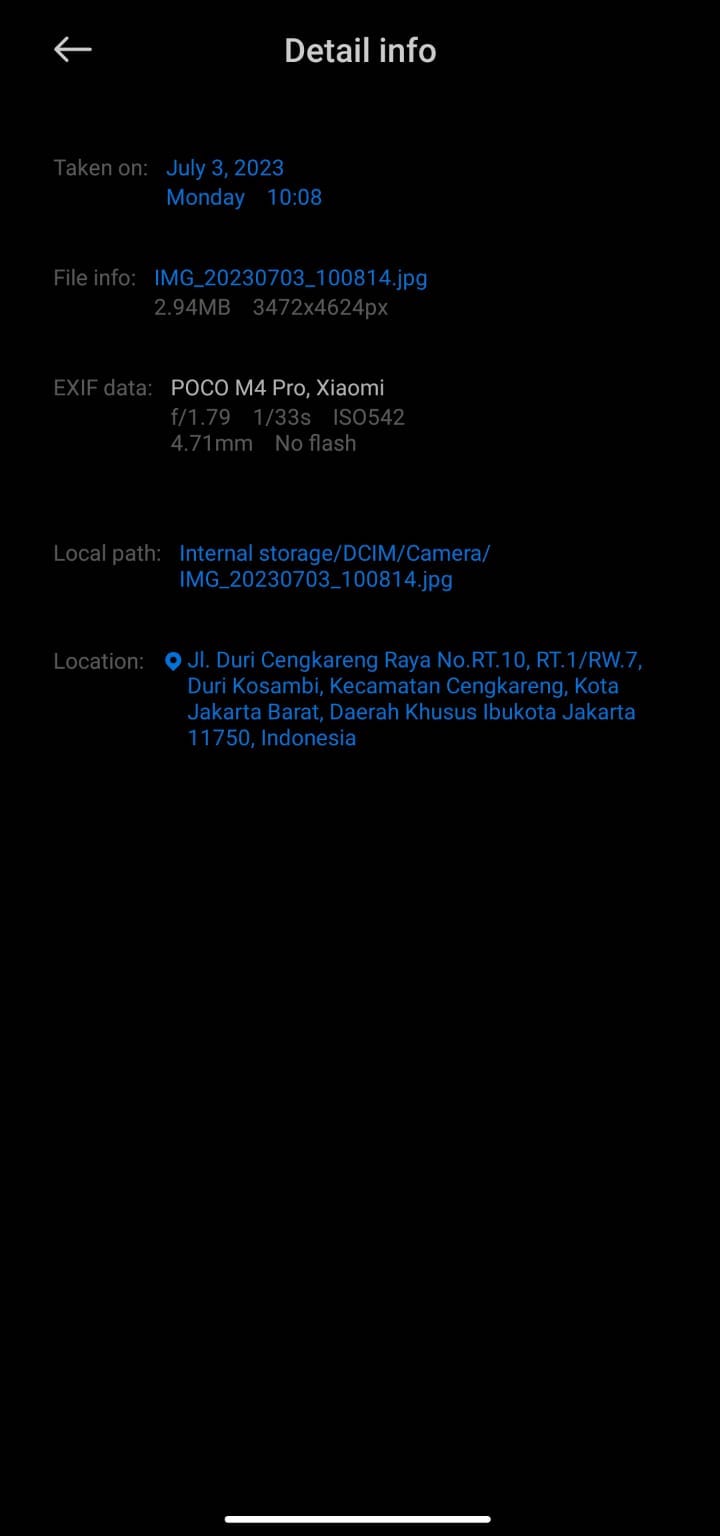 Detail info
Taken on: July 3, 2023
Monday 10:08
File info: IMG_20230703_100814.jpg
2.94MB 3472x4624px
EXIF data: POCO M4 Pro, Xiaomi
f/1.79 1/33s ISO542
4.71mm No flash
Local path: Internal storage/DCIM/Camera/
IMG_20230703_100814.jpg
Location: Jl. Duri Cengkareng Raya No.RT.10, RT.1/RW.7,
Duri Kosambi, Kecamatan Cengkareng, Kota
Jakarta Barat, Daerah Khusus Ibukota Jakarta
11750, Indonesia